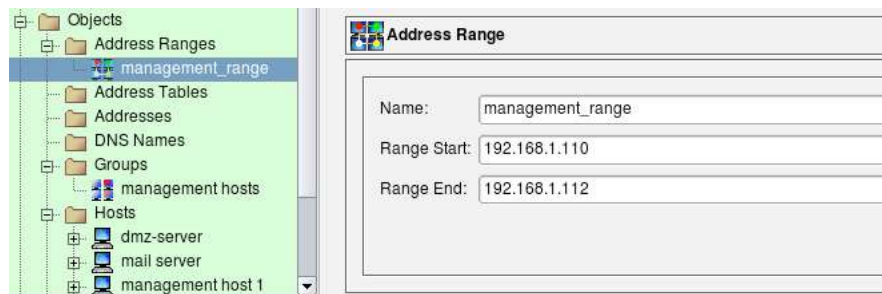 Objects
Address Ranges
management_range
Address Tables
Addresses
DNS Names
Groups
management hosts
Hosts
dmz-server
mail server
management host 1
Address Range
Name: management_range
Range Start: 192.168.1.110
Range End: 192.168.1.112